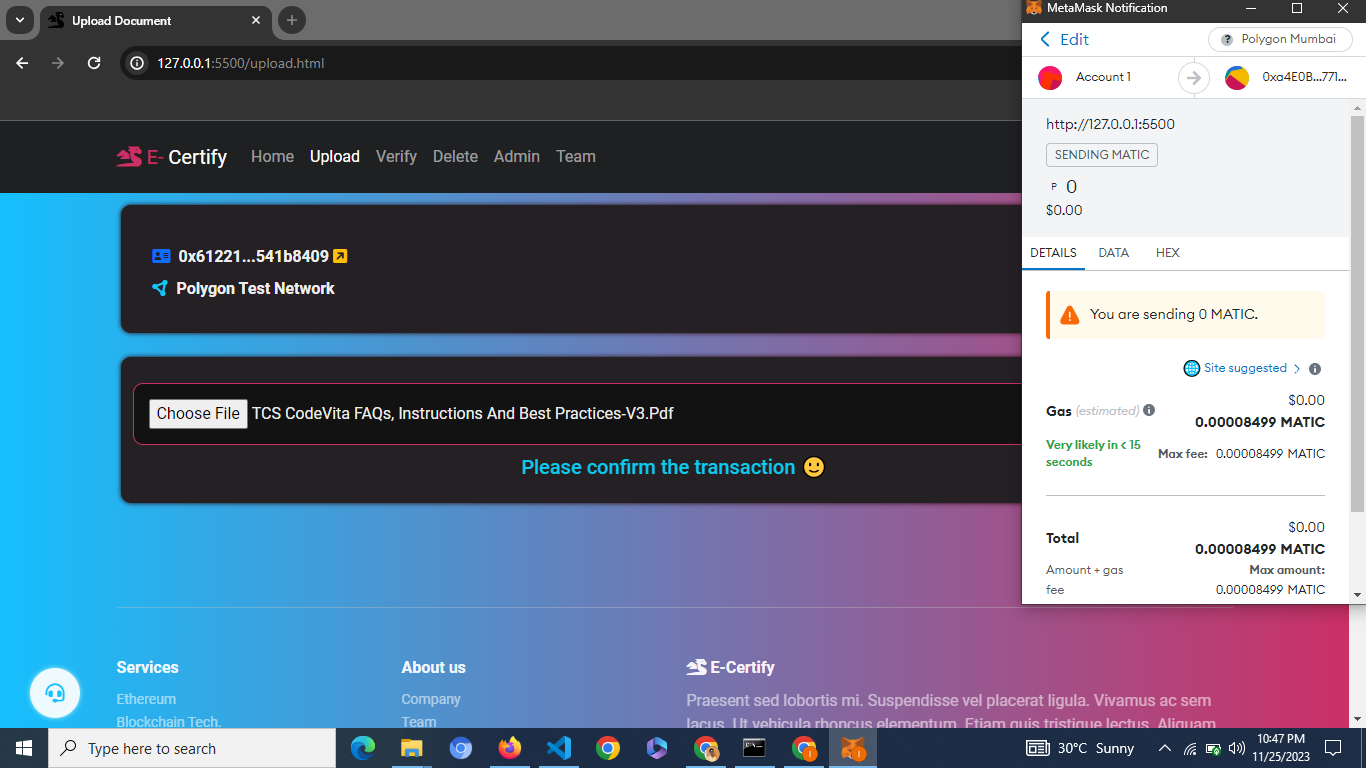 Upload Document
MetaMask Notification
127.0.0.1:5500/upload.html
Edit
Polygon Mumbai
Account 1
0xa4E0B...771...
http://127.0.0.1:5500
SENDING MATIC
0
$0.00
DETAILS DATA HEX
You are sending 0 MATIC.
Site suggested
Gas (estimated)
$0.00
0.00008499 MATIC
Very likely in < 15
seconds
Max fee: 0.00008499 MATIC
Total
$0.00
0.00008499 MATIC
Amount + gas
fee
Max amount:
0.00008499 MATIC
E- Certify Home Upload Verify Delete Admin Team
0x61221...541b8409
Polygon Test Network
Choose File TCS CodeVita FAQs, Instructions And Best Practices-V3.Pdf
Please confirm the transaction
Services
Ethereum
Blockchain Tech.
About us
Company
Team
E-Certify
Praesent sed lobortis mi. Suspendisse vel placerat ligula. Vivamus ac sem
lacus. Ut vehicula rhoncus elementum. Etiam quis tristique lectus. Aliquam
Type here to search
30°C Sunny
10:47 PM
11/25/2023